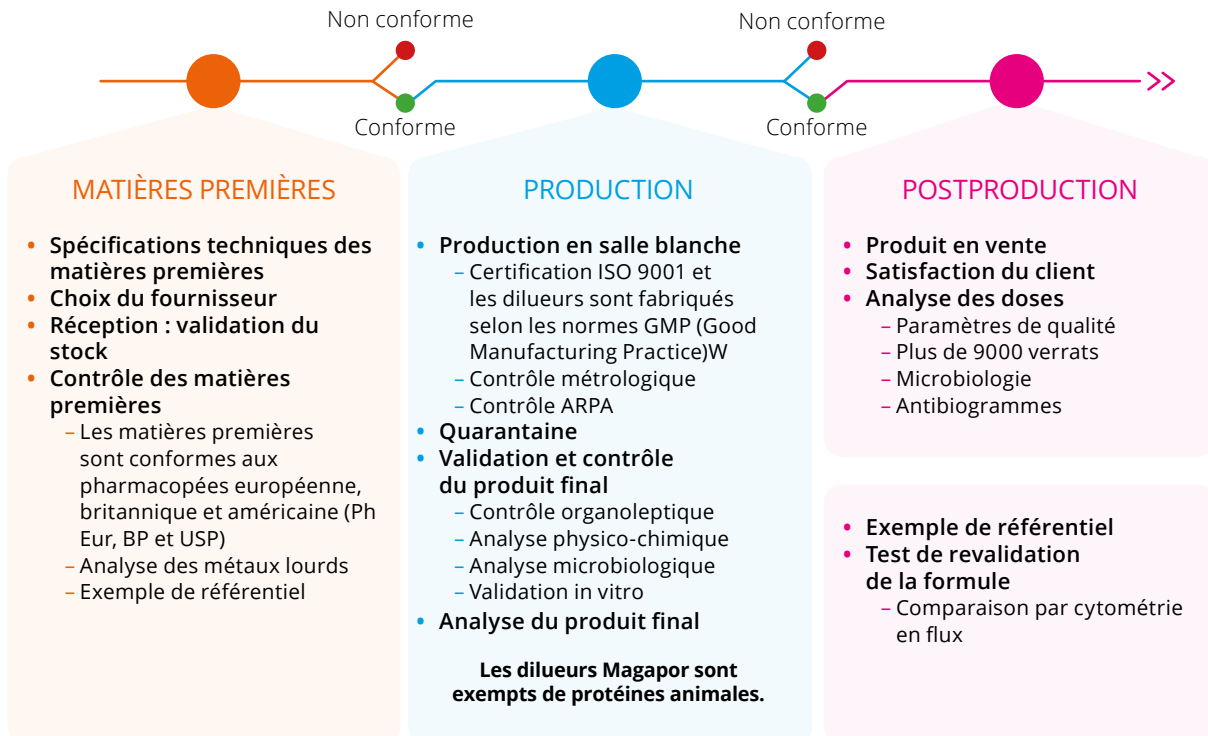 Non conforme
Non conforme
Conforme
Conforme
MATIÈRES PREMIÈRES
• Spécifications techniques des
matières premières
• Choix du fournisseur
• Réception : validation du
stock
• Contrôle des matières
premières
– Les matières premières
sont conformes aux
pharmacopées européenne,
britannique et américaine (Ph
Eur, BP et USP)
– Analyse des métaux lourds
– Exemple de référentiel
PRODUCTION
• Production en salle blanche
– Certification ISO 9001 et
les dilueurs sont fabriqués
selon les normes GMP (Good
Manufacturing Practice)W
– Contrôle métrologique
– Contrôle ARPA
• Quarantaine
• Validation et contrôle
du produit final
– Contrôle organoleptique
– Analyse physico-chimique
– Analyse microbiologique
– Validation in vitro
• Analyse du produit final
Les dilueurs Magapor sont
exempts de protéines animales.
POSTPRODUCTION
• Produit en vente
• Satisfaction du client
• Analyse des doses
– Paramètres de qualité
– Plus de 9000 verrats
– Microbiologie
– Antibiogrammes
• Exemple de référentiel
• Test de revalidation
de la formule
– Comparaison par cytométrie
en flux